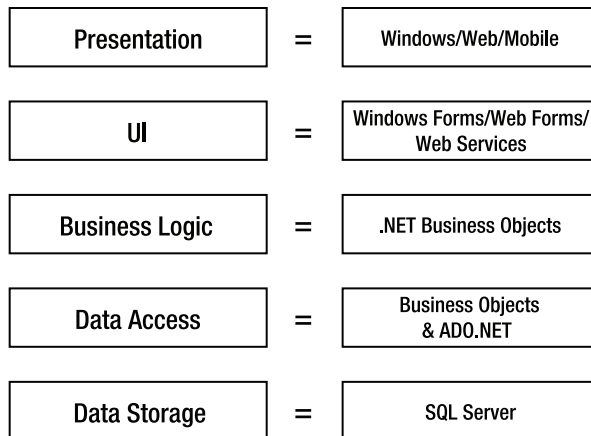 Presentation = Windows/Web/Mobile
UI = Windows Forms/Web Forms/
Web Services
Business Logic = .NET Business Objects
Data Access = Business Objects
& ADO.NET
Data Storage = SQL Server